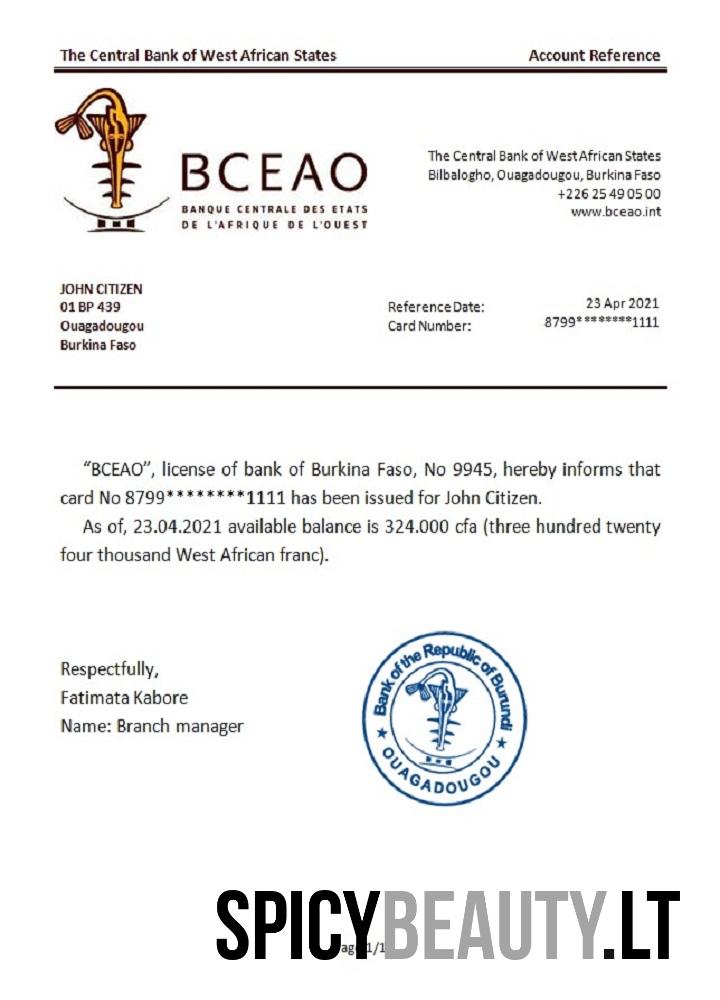 The Central Bank of West African States Account Reference
BCEAO
BANQUE CENTRALE DES ETATS
DE L'AFRIQUE DE L'OUEST
The Central Bank of West African States
Bilbalogho, Ouagadougou, Burkina Faso
+226 25 49 05 00
www.bceao.int
JOHN CITIZEN
01 BP 439
Ouagadougou
Burkina Faso
Reference Date: 23 Apr 2021
Card Number: 8799********1111
“BCEAO”, license of bank of Burkina Faso, No 9945, hereby informs that
card No 8799********1111 has been issued for John Citizen.
As of, 23.04.2021 available balance is 324.000 cfa (three hundred twenty
four thousand West African franc).
Respectfully,
Fatimata Kabore
Name: Branch manager
Bank of the Republic of Burundi
★ OUAGADOUGOU ★
SPICYBEAUTY.LT
1/1